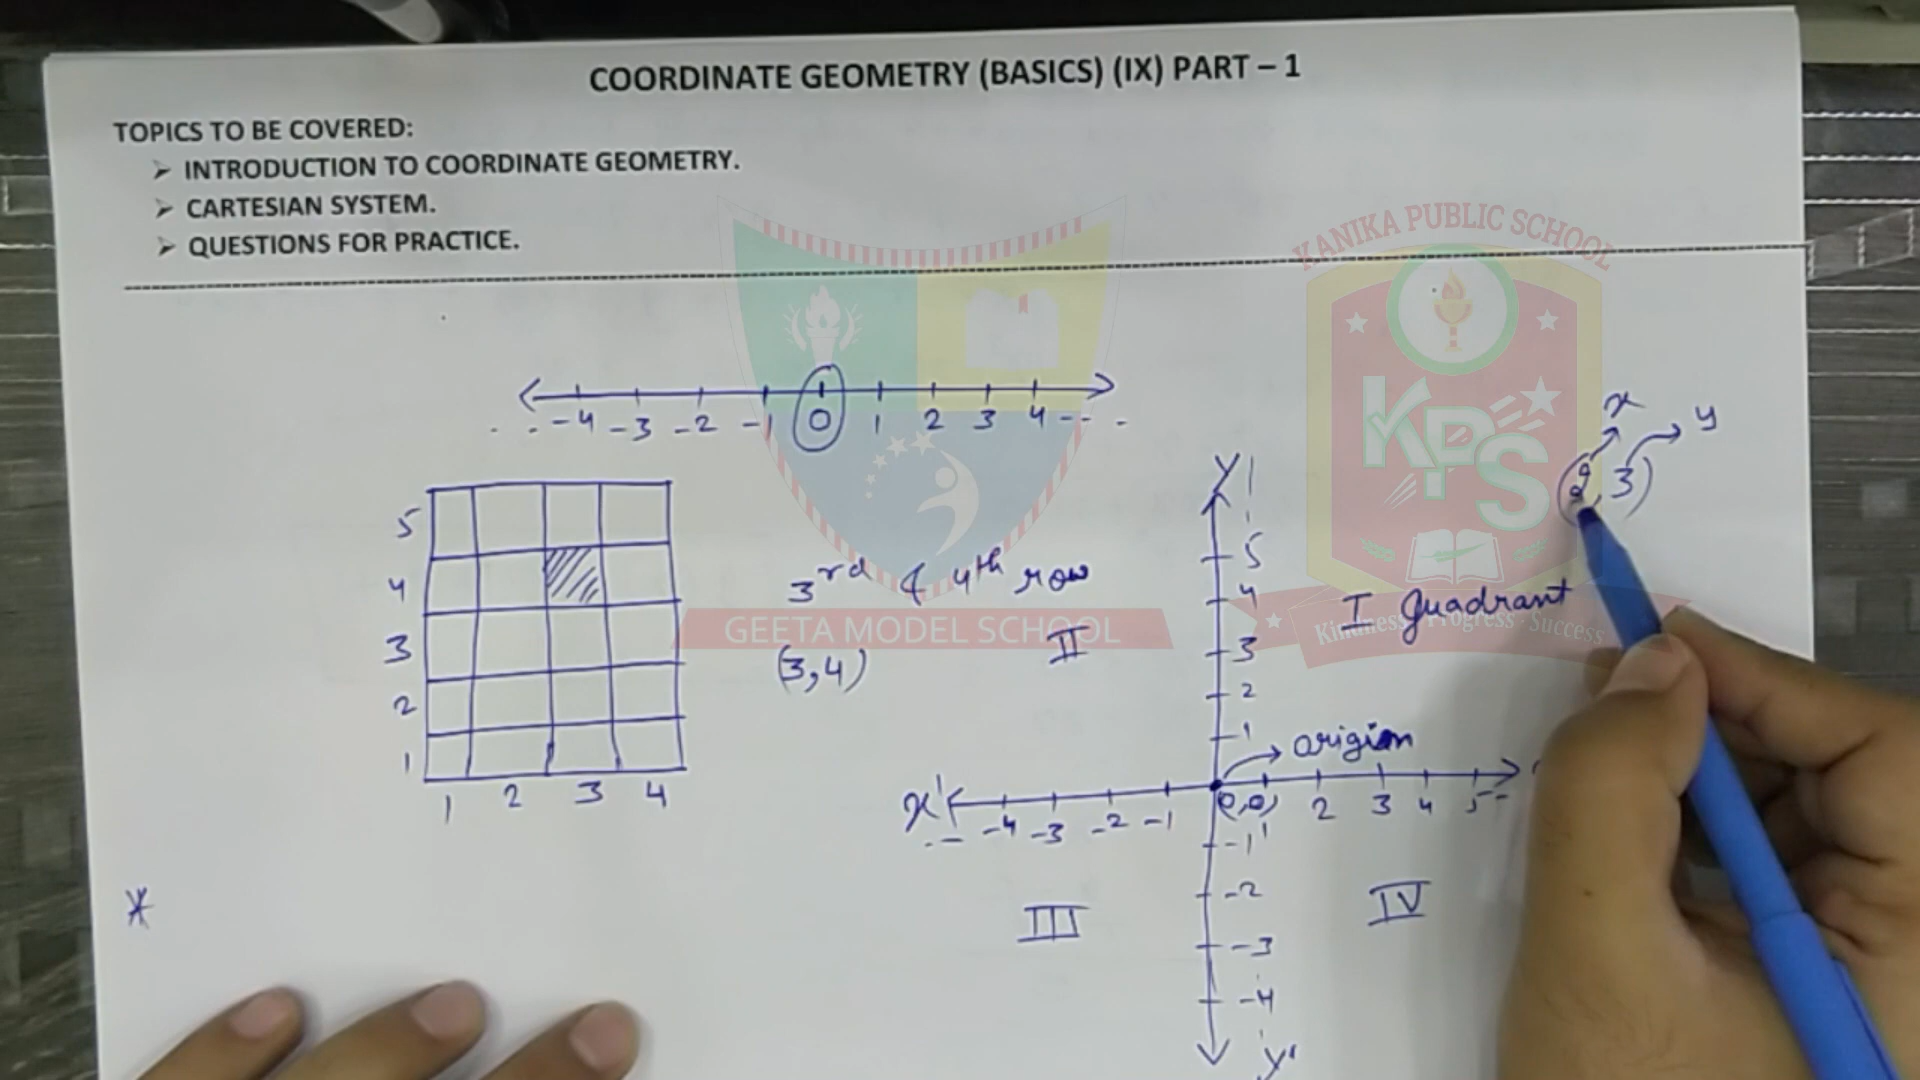 COORDINATE GEOMETRY (BASICS) (IX) PART – 1
TOPICS TO BE COVERED:
➢ INTRODUCTION TO COORDINATE GEOMETRY.
➢ CARTESIAN SYSTEM.
➢ QUESTIONS FOR PRACTICE.
KANIKA PUBLIC SCHOOL
KPS
Kindness · Progress · Success
GEETA MODEL SCHOOL
-4 -3 -2 -1 0 1 2 3 4
x
y
(2, 3)
5
4
3
2
1
1 2 3 4
3rd & 4th row
(3,4)
II
I Quadrant
Y
5
4
3
2
1
origion
x' -4 -3 -2 -1 (0,0) 1 2 3 4 5
-1
-2
-3
-4
y'
III
IV